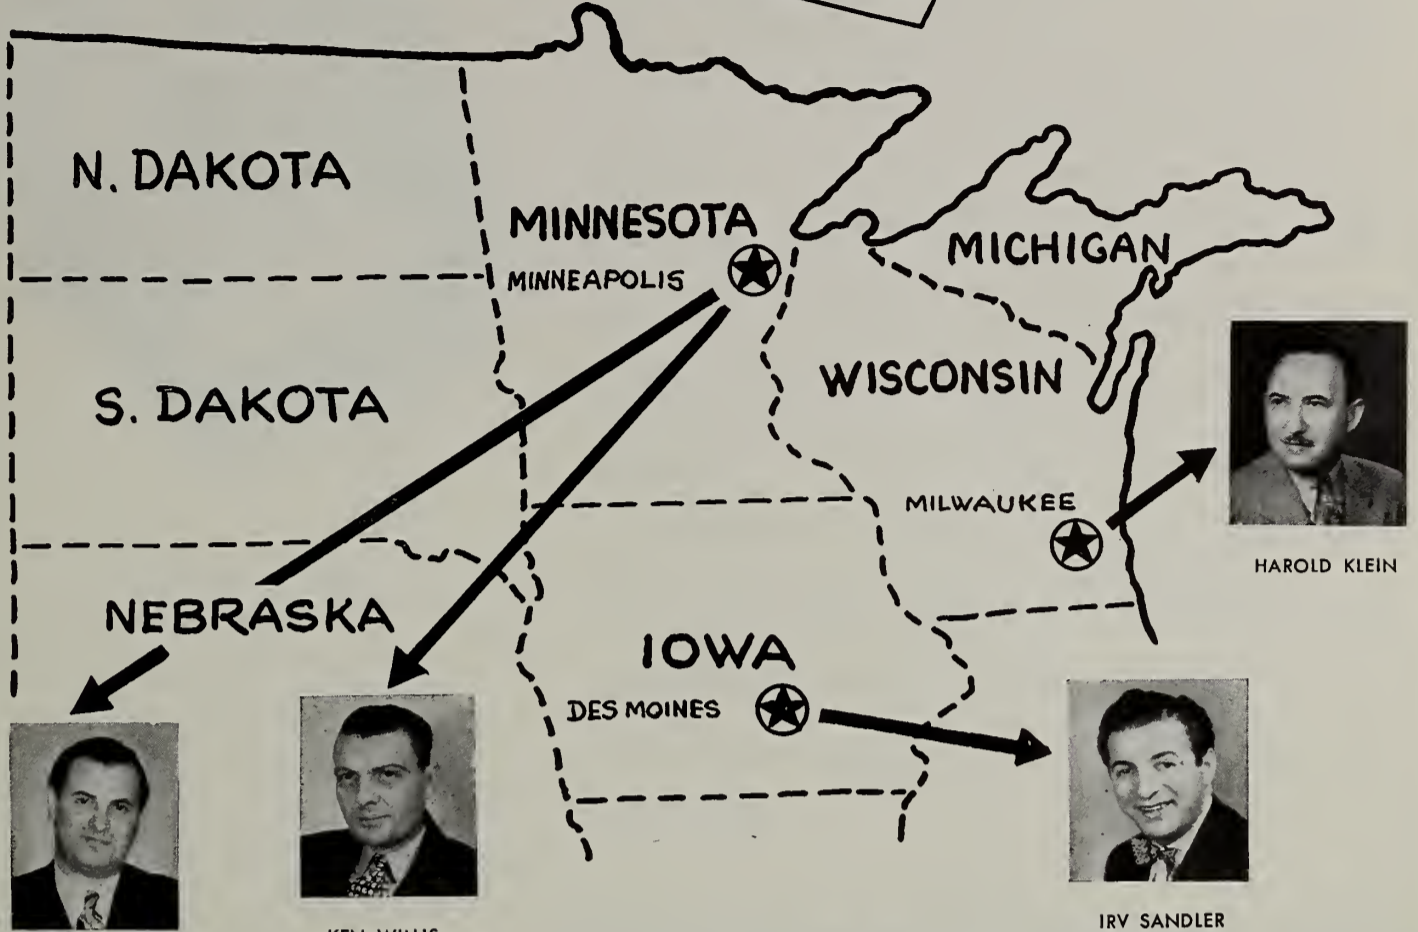 N. DAKOTA
MINNESOTA
MINNEAPOLIS
MICHIGAN
S. DAKOTA
WISCONSIN
MILWAUKEE
HAROLD KLEIN
NEBRASKA
IOWA
DES MOINES
IRV SANDLER